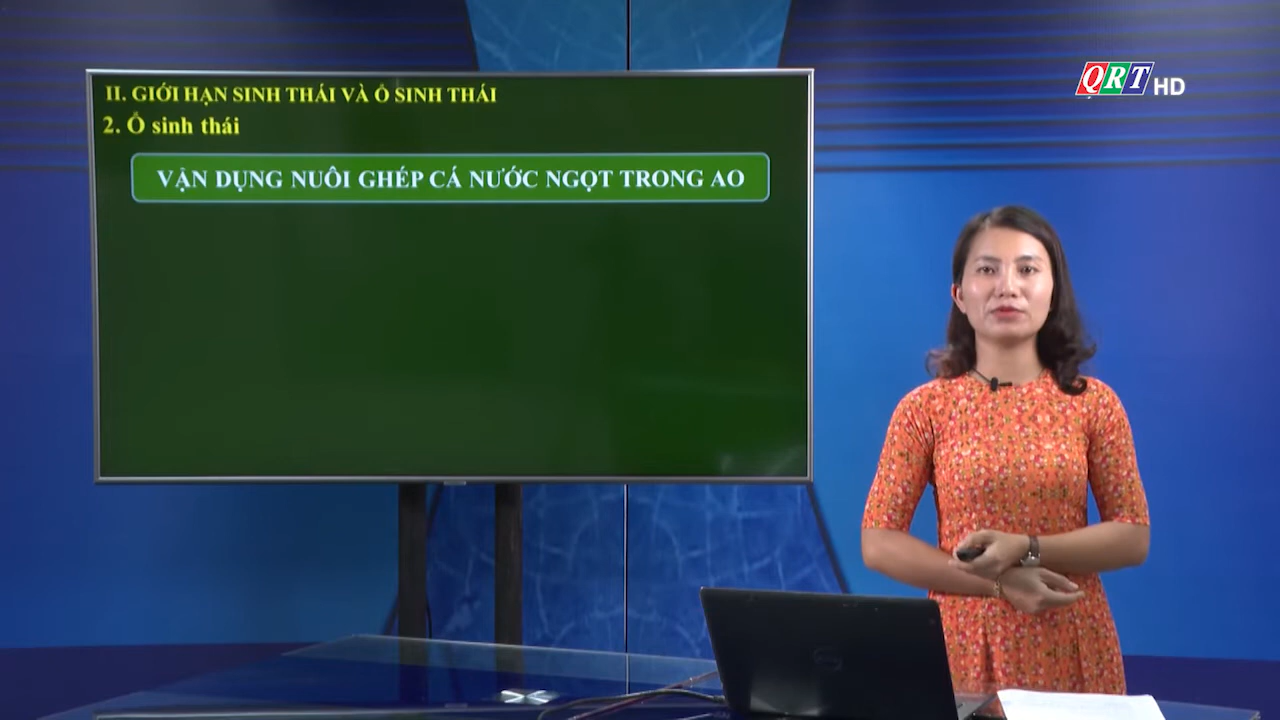 II. GIỚI HẠN SINH THÁI VÀ Ổ SINH THÁI
2. Ổ sinh thái
VẬN DỤNG NUÔI GHÉP CÁ NƯỚC NGỌT TRONG AO
QRT HD